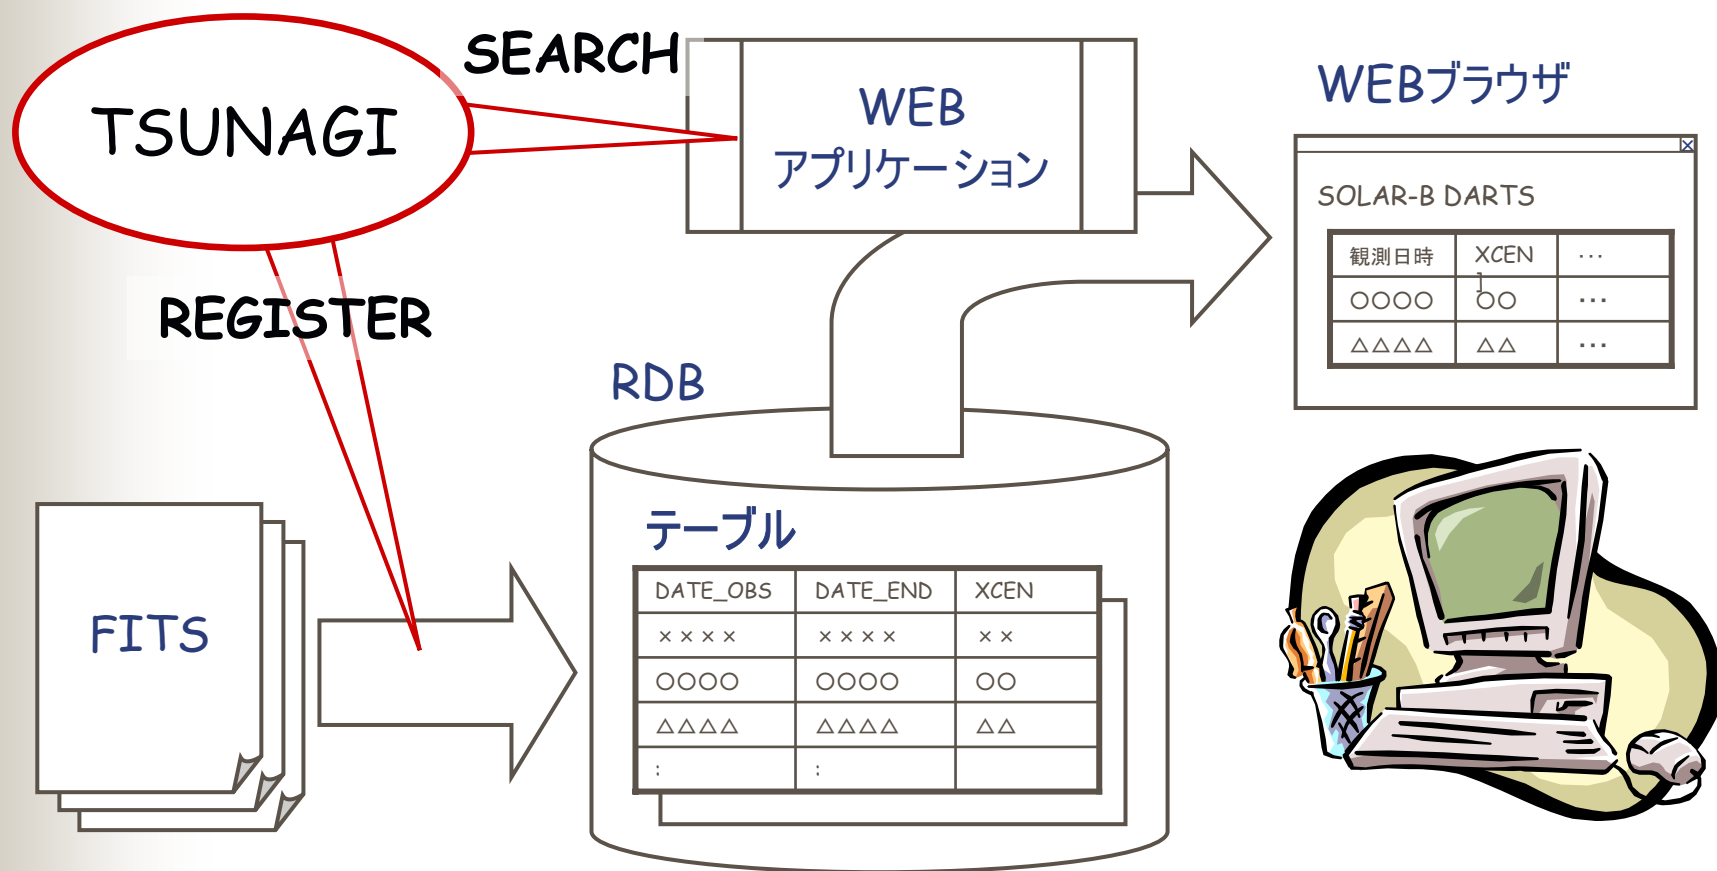 SEARCH
TSUNAGI
WEB
アプリケーション
WEBブラウザ
SOLAR-B DARTS
観測日時 XCEN ...
]
○○○○ ○○ ...
△△△△ △△ ...
REGISTER
RDB
テーブル
DATE_OBS DATE_END XCEN
×××× ×××× ××
○○○○ ○○○○ ○○
△△△△ △△△△ △△
: :
FITS